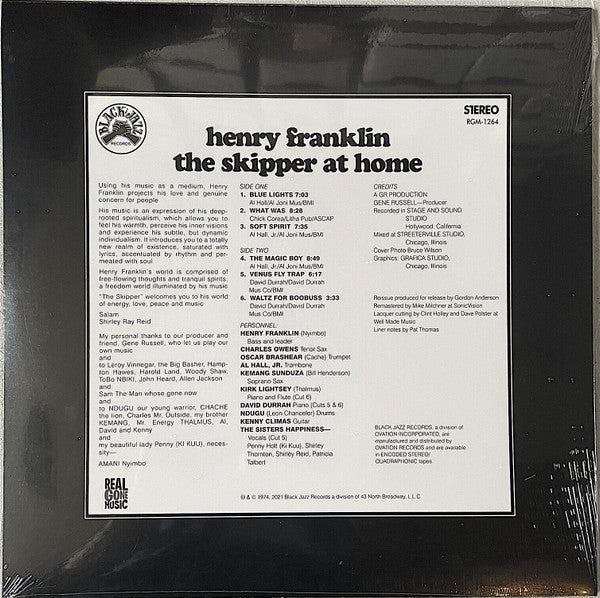 BLACK JAZZ
RECORDS
STEREO
RGM-1264
henry franklin
the skipper at home
Using his music as a medium, Henry
Franklin projects his love and genuine
concern for people
His music is an expression of his deep-
rooted spiritualism, which allows you to
feel his warmth, perceive his inner visions
and experience his subtle, but dynamic
individualism. It introduces you to a totally
new realm of existence, saturated with
lyrics, accentuated by rhythm and per-
meated with soul
Henry Franklin's world is comprised of
free-flowing thoughts and tranquil spirits,
a freedom world illuminated by his music
"The Skipper" welcomes you to his world
of energy, love, peace and music
Salam
Shirley Ray Reid
My personal thanks to our producer and
friend, Gene Russell, who let us play our
own music
and
to Leroy Vinnegar, the Big Basher, Hamp-
ton Hawes, Harold Land, Woody Shaw,
ToBo NBIKI, John Heard, Allen Jackson
and
Sam The Man whose gone now
and
to NDUGU our young warrior, CHACHE
the lion, Charles Mr. Outside, my brother
KEMANG, Mr. Energy THALMUS, Al,
David and Kenny
and
my beautiful lady Penny (KI KUU), neces-
sity—
AMANI Nyimbo
REAL
GONE
MUSIC
SIDE ONE
1. BLUE LIGHTS 7:03
Al Hall/Al Joni Mus/BMI
2. WHAT WAS 8:28
Chick Corea/Litha Pub/ASCAP
3. SOFT SPIRIT 7:35
Al Hall, Jr./Al Joni Mus/BMI
SIDE TWO
4. THE MAGIC BOY 8:49
Al Hall, Jr./Al Joni Mus/BMI
5. VENUS FLY TRAP 6:17
David Durrah/David Durrah
Mus Co/BMI
6. WALTZ FOR BOOBUSS 3:33
David Durrah/David Durrah
Mus Co/BMI
PERSONNEL:
HENRY FRANKLIN (Nyimbo)
Bass and leader
CHARLES OWENS Tenor Sax
OSCAR BRASHEAR (Cache) Trumpet
AL HALL, JR. Trombone
KEMANG SUNDUZA (Bill Henderson)
Soprano Sax
KIRK LIGHTSEY (Thalmus)
Piano and Flute (Cut 6)
DAVID DURRAH Piano (Cuts 5 & 6)
NDUGU (Leon Chancelor) Drums
KENNY CLIMAS Guitar
THE SISTERS HAPPINESS—
Vocals (Cut 5)
Penny Holt (Ki Kuu), Shirley
Thornton, Shirley Reid, Patricia
Talbert
CREDITS
A GR PRODUCTION
GENE RUSSELL—Producer
Recorded in STAGE AND SOUND
STUDIO
Hollywood, California
Mixed at STREETERVILLE STUDIO,
Chicago, Illinois
Cover Photo Bruce Wilson
Graphics: GRAFICA STUDIO,
Chicago, Illinois
Reissue produced for release by Gordon Anderson
Remastered by Mike Milchner at SonicVision
Lacquer cutting by Clint Holley and Dave Polster at
Well Made Music
Liner notes by Pat Thomas
BLACK JAZZ RECORDS, a division of
OVATION INCORPORATED, are
manufactured and distributed by
OVATION RECORDS and are available
in ENCODED STEREO/
QUADRAPHONIC tapes.
℗ & © 1974, 2021 Black Jazz Records a division of 43 North Broadway, L.L.C